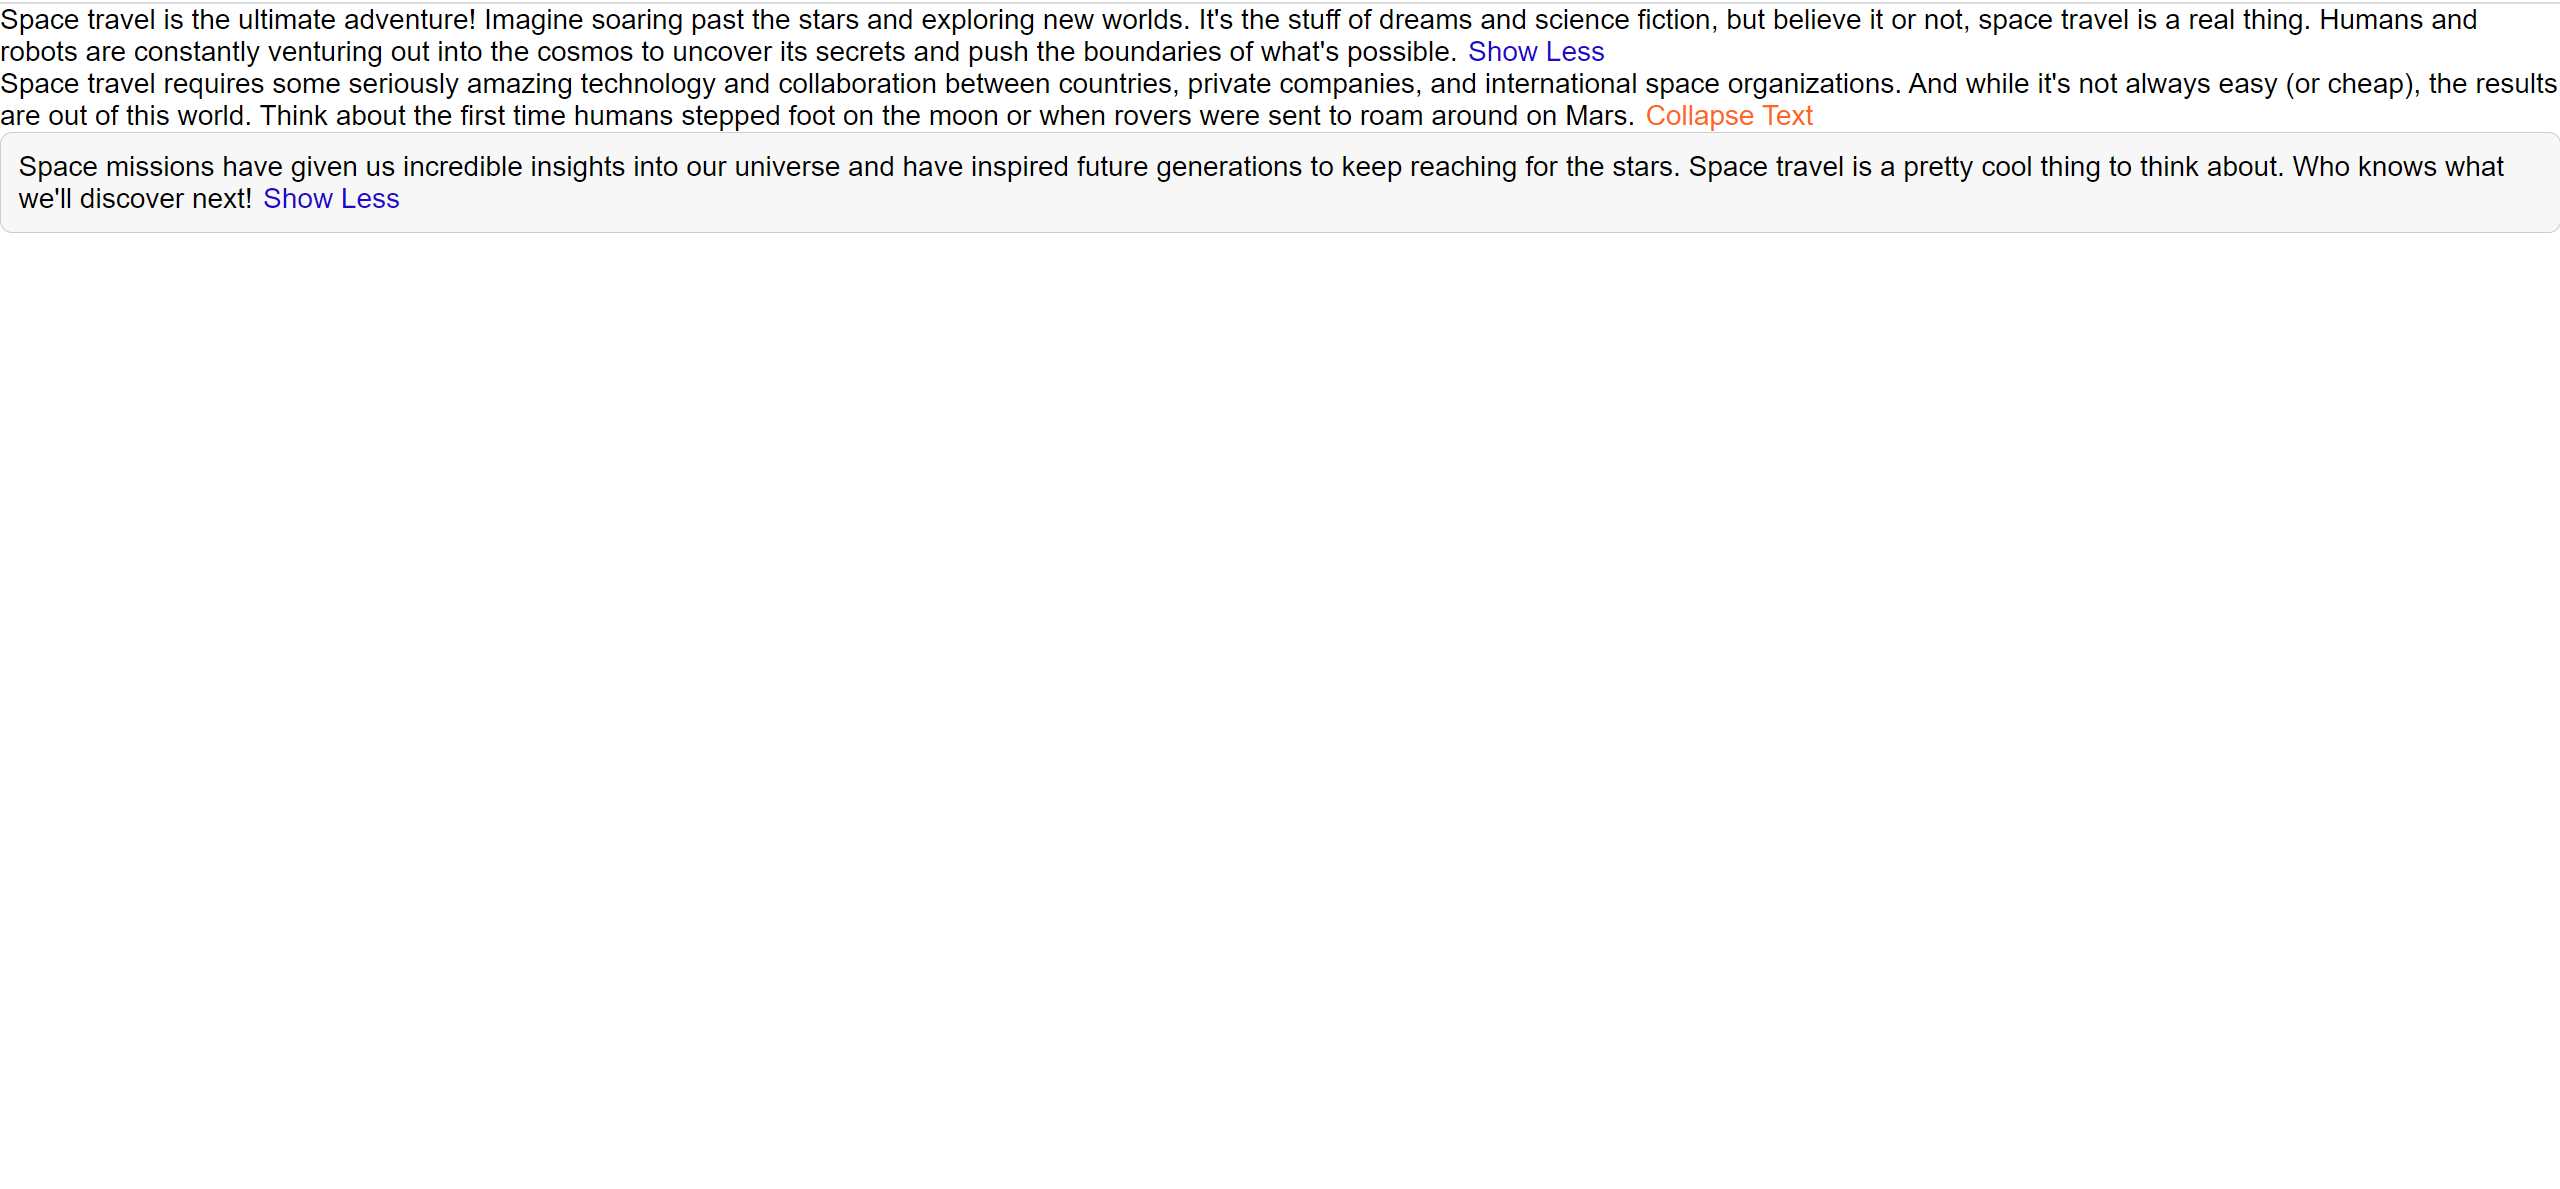 Space travel is the ultimate adventure! Imagine soaring past the stars and exploring new worlds. It's the stuff of dreams and science fiction, but believe it or not, space travel is a real thing. Humans and
robots are constantly venturing out into the cosmos to uncover its secrets and push the boundaries of what's possible. Show Less
Space travel requires some seriously amazing technology and collaboration between countries, private companies, and international space organizations. And while it's not always easy (or cheap), the results
are out of this world. Think about the first time humans stepped foot on the moon or when rovers were sent to roam around on Mars. Collapse Text
Space missions have given us incredible insights into our universe and have inspired future generations to keep reaching for the stars. Space travel is a pretty cool thing to think about. Who knows what
we'll discover next! Show Less